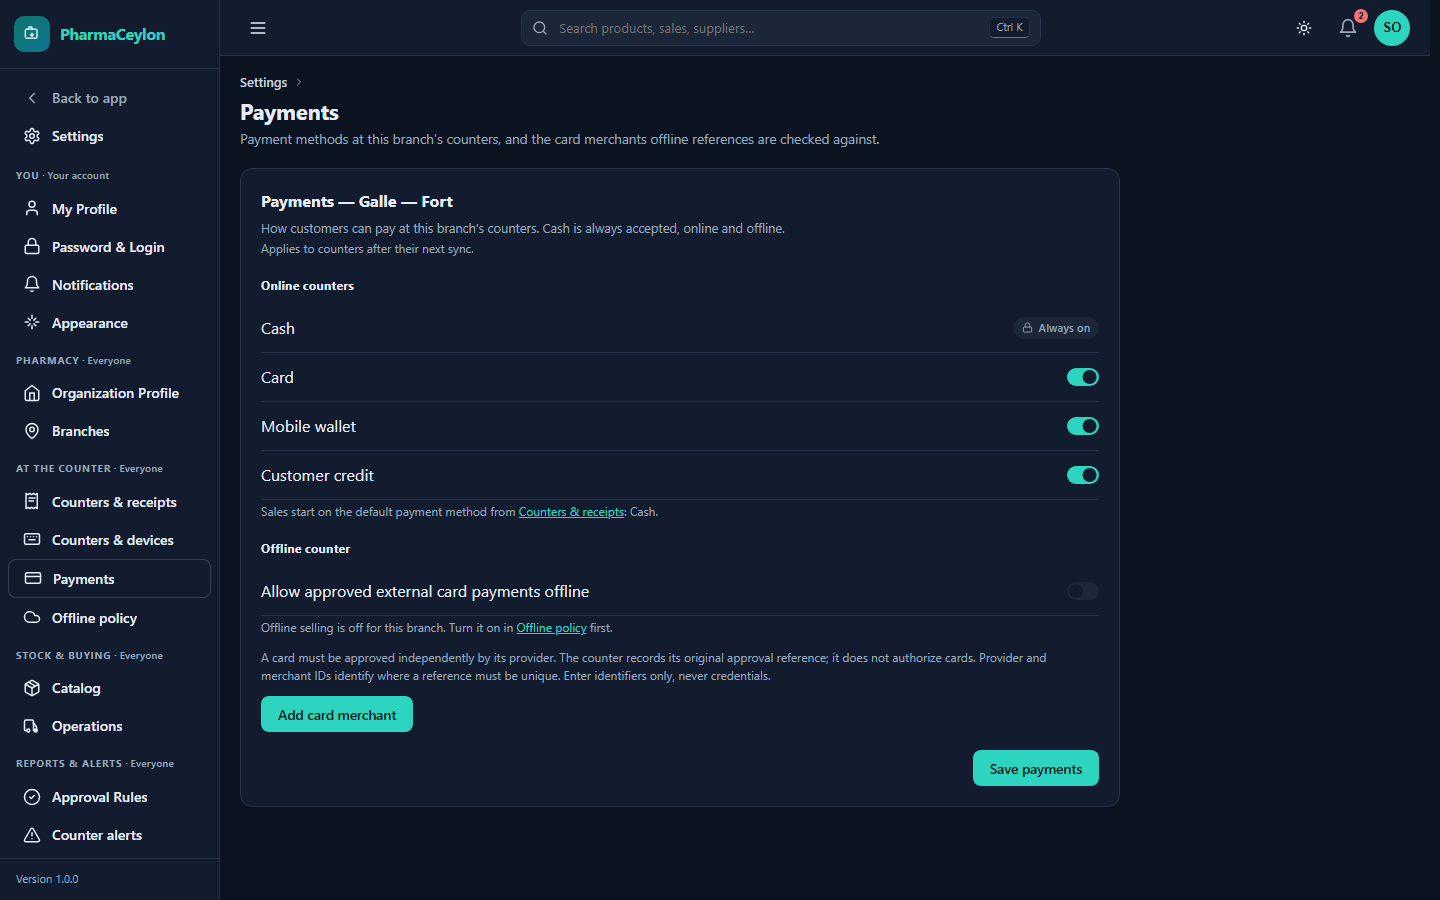 PharmaCeylon
Search products, sales, suppliers...
Ctrl K
2
SO
Back to app
Settings
YOU · Your account
My Profile
Password & Login
Notifications
Appearance
PHARMACY · Everyone
Organization Profile
Branches
AT THE COUNTER · Everyone
Counters & receipts
Counters & devices
Payments
Offline policy
STOCK & BUYING · Everyone
Catalog
Operations
REPORTS & ALERTS · Everyone
Approval Rules
Counter alerts
Version 1.0.0
Settings
Payments
Payment methods at this branch's counters, and the card merchants offline references are checked against.
Payments — Galle — Fort
How customers can pay at this branch's counters. Cash is always accepted, online and offline.
Applies to counters after their next sync.
Online counters
Cash
Always on
Card
Mobile wallet
Customer credit
Sales start on the default payment method from Counters & receipts: Cash.
Offline counter
Allow approved external card payments offline
Offline selling is off for this branch. Turn it on in Offline policy first.
A card must be approved independently by its provider. The counter records its original approval reference; it does not authorize cards. Provider and
merchant IDs identify where a reference must be unique. Enter identifiers only, never credentials.
Add card merchant
Save payments